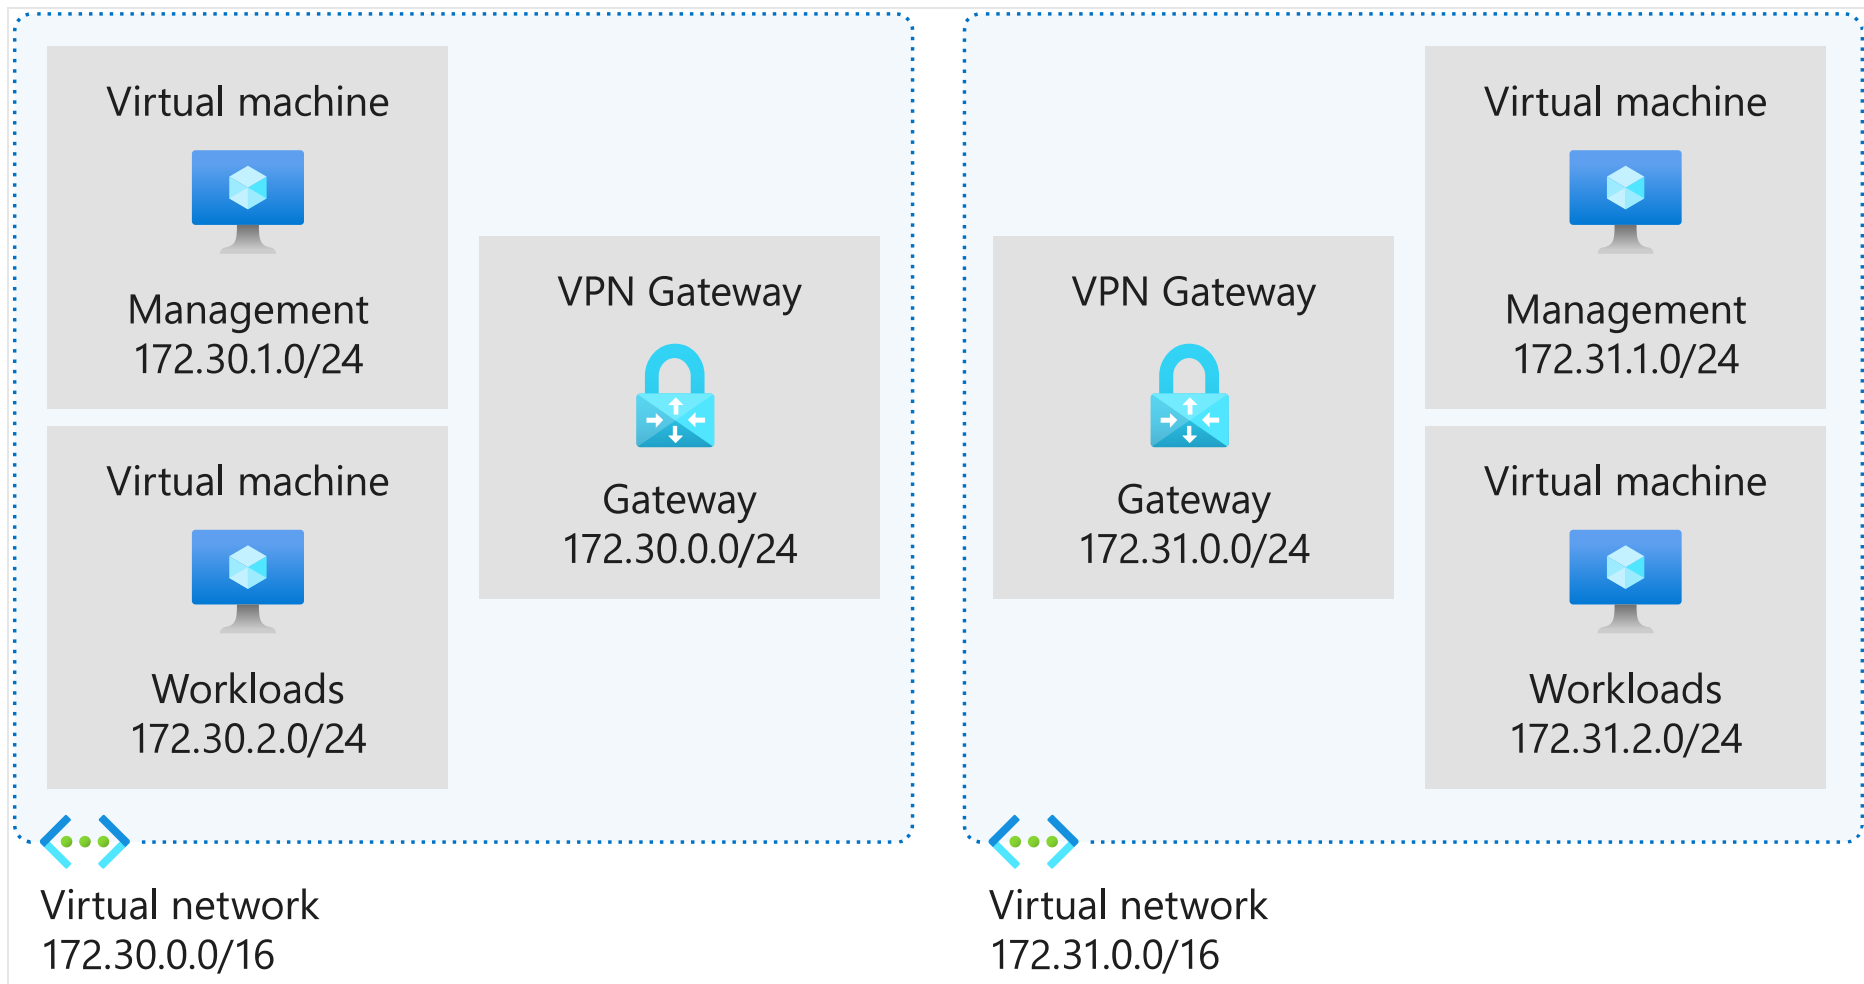 Virtual machine
Management
172.30.1.0/24
Virtual machine
Workloads
172.30.2.0/24
VPN Gateway
Gateway
172.30.0.0/24
Virtual network
172.30.0.0/16
VPN Gateway
Gateway
172.31.0.0/24
Virtual machine
Management
172.31.1.0/24
Virtual machine
Workloads
172.31.2.0/24
Virtual network
172.31.0.0/16